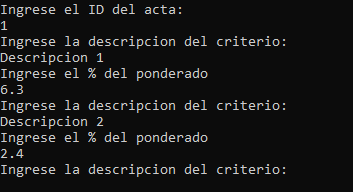 Ingrese el ID del acta:
1
Ingrese la descripcion del criterio:
Descripcion 1
Ingrese el % del ponderado
6.3
Ingrese la descripcion del criterio:
Descripcion 2
Ingrese el % del ponderado
2.4
Ingrese la descripcion del criterio: